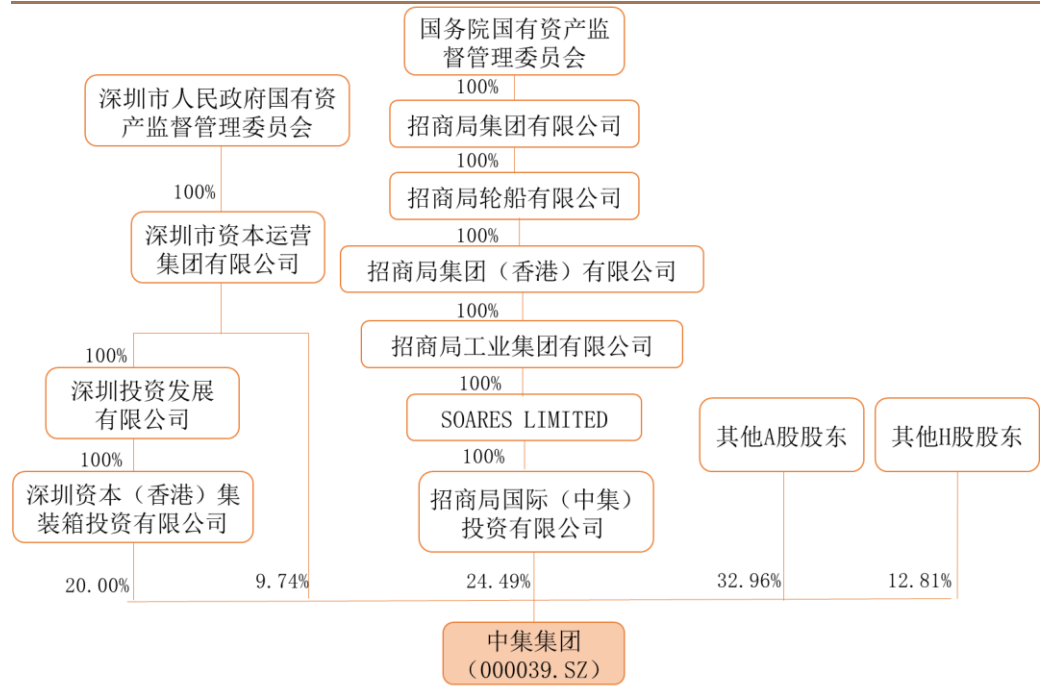 国务院国有资产监
督管理委员会
100%
深圳市人民政府国有资
产监督管理委员会
招商局集团有限公司
100%
100%
招商局轮船有限公司
深圳市资本运营
集团有限公司
100%
招商局集团（香港）有限公司
100%
招商局工业集团有限公司
100%
深圳投资发展
有限公司
100%
SOARES LIMITED
其他A股股东
其他H股股东
100%
100%
深圳资本（香港）集
装箱投资有限公司
招商局国际（中集）
投资有限公司
20.00%
9.74%
24.49%
32.96%
12.81%
中集集团
（000039.SZ）